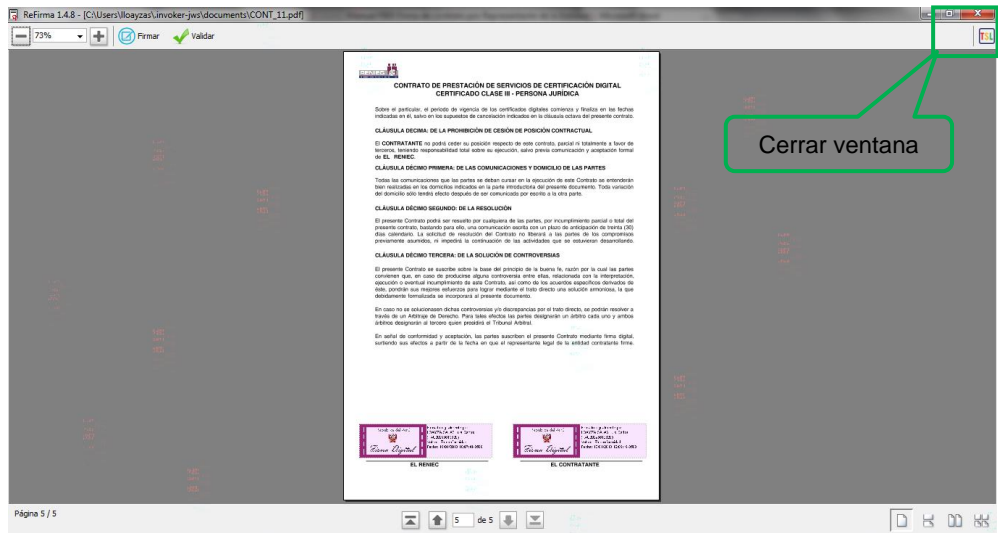 ReFirma 1.4.8 - [C:\Users\lloayzas\.invoker-jws\documents\CONT_11.pdf]
73%
Firmar
Validar
TSL
Cerrar ventana
CONTRATO DE PRESTACIÓN DE SERVICIOS DE CERTIFICACIÓN DIGITAL
CERTIFICADO CLASE III - PERSONA JURÍDICA
Sobre el particular, el periodo de vigencia de los certificados digitales comienza y finaliza en las fechas
indicadas en él, salvo en los supuestos de cancelación indicados en la cláusula octava del presente contrato.
CLÁUSULA DECIMA: DE LA PROHIBICIÓN DE CESIÓN DE POSICIÓN CONTRACTUAL
El CONTRATANTE no podrá ceder su posición respecto de este contrato, parcial ni totalmente a favor de
terceros, teniendo responsabilidad total sobre su ejecución, salvo previa comunicación y aceptación formal
de EL RENIEC.
CLÁUSULA DÉCIMO PRIMERA: DE LAS COMUNICACIONES Y DOMICILIO DE LAS PARTES
Todas las comunicaciones que las partes se deban cursar en la ejecución de este Contrato se entenderán
bien realizadas en los domicilios indicados en la parte introductoria del presente documento. Toda variación
del domicilio sólo tendrá efecto después de ser comunicada por escrito a la otra parte.
CLÁUSULA DÉCIMO SEGUNDO: DE LA RESOLUCIÓN
El presente Contrato podrá ser resuelto por cualquiera de las partes, por incumplimiento parcial o total del
presente contrato, bastando para ello, una comunicación escrita con un plazo de anticipación de treinta (30)
días calendario. La solicitud de resolución del Contrato no liberará a las partes de los compromisos
previamente asumidos, ni impedirá la continuación de las actividades que se estuvieran desarrollando.
CLÁUSULA DÉCIMO TERCERA: DE LA SOLUCIÓN DE CONTROVERSIAS
El presente Contrato se suscribe sobre la base del principio de la buena fe, razón por la cual las partes
convienen que, en caso de producirse alguna controversia entre ellas, relacionada con la interpretación,
ejecución o eventual incumplimiento de este Contrato, así como de los acuerdos específicos derivados de
éste, pondrán sus mejores esfuerzos para lograr mediante el trato directo una solución armoniosa, la que
debidamente formalizada se incorporará al presente documento.
En caso no se solucionasen dichas controversias y/o discrepancias por el trato directo, se podrán resolver a
través de un Arbitraje de Derecho. Para tales efectos las partes designarán un árbitro cada uno y ambos
árbitros designarán al tercero quien presidirá el Tribunal Arbitral.
En señal de conformidad y aceptación, las partes suscriben el presente Contrato mediante firma digital,
surtiendo sus efectos a partir de la fecha en que el representante legal de la entidad contratante firme.
Firma Digital
Firma Digital
EL RENIEC
EL CONTRATANTE
Página 5 / 5
5 de 5